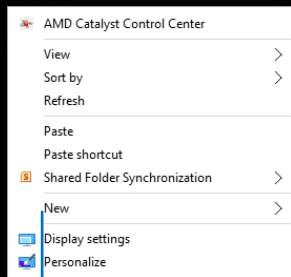 AMD Catalyst Control Center
View
Sort by
Refresh
Paste
Paste shortcut
Shared Folder Synchronization
New
Display settings
Personalize